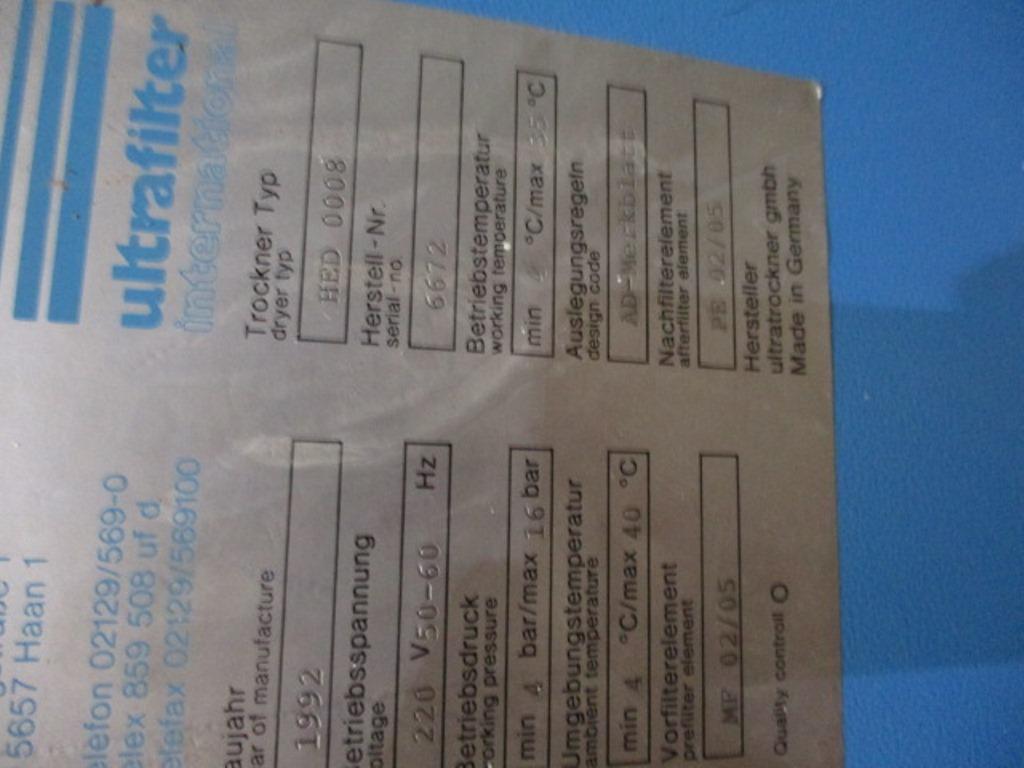 ultrafilter
international
5657 Haan 1
elefon 02129/569-0
elex 859 508 uf d
elefax 02129/569100
Trockner Typ
dryer typ
HED 0008
aujahr
ar of manufacture
1992
Herstell-Nr.
serial-no.
6672
etriebsspannung
oltage
220 V50-60 Hz
Betriebstemperatur
working temperature
min 4 °C/max 35 °C
Betriebsdruck
orking pressure
min 4 bar/max 16 bar
Auslegungsregeln
design code
AD-Merkblatt
Umgebungstemperatur
ambient temperature
min 4 °C/max 40 °C
Nachfilterelement
afterfilter element
PE 02/05
Vorfilterelement
prefilter element
MF 02/05
Hersteller
ultratrockner gmbh
Made in Germany
Quality controll O